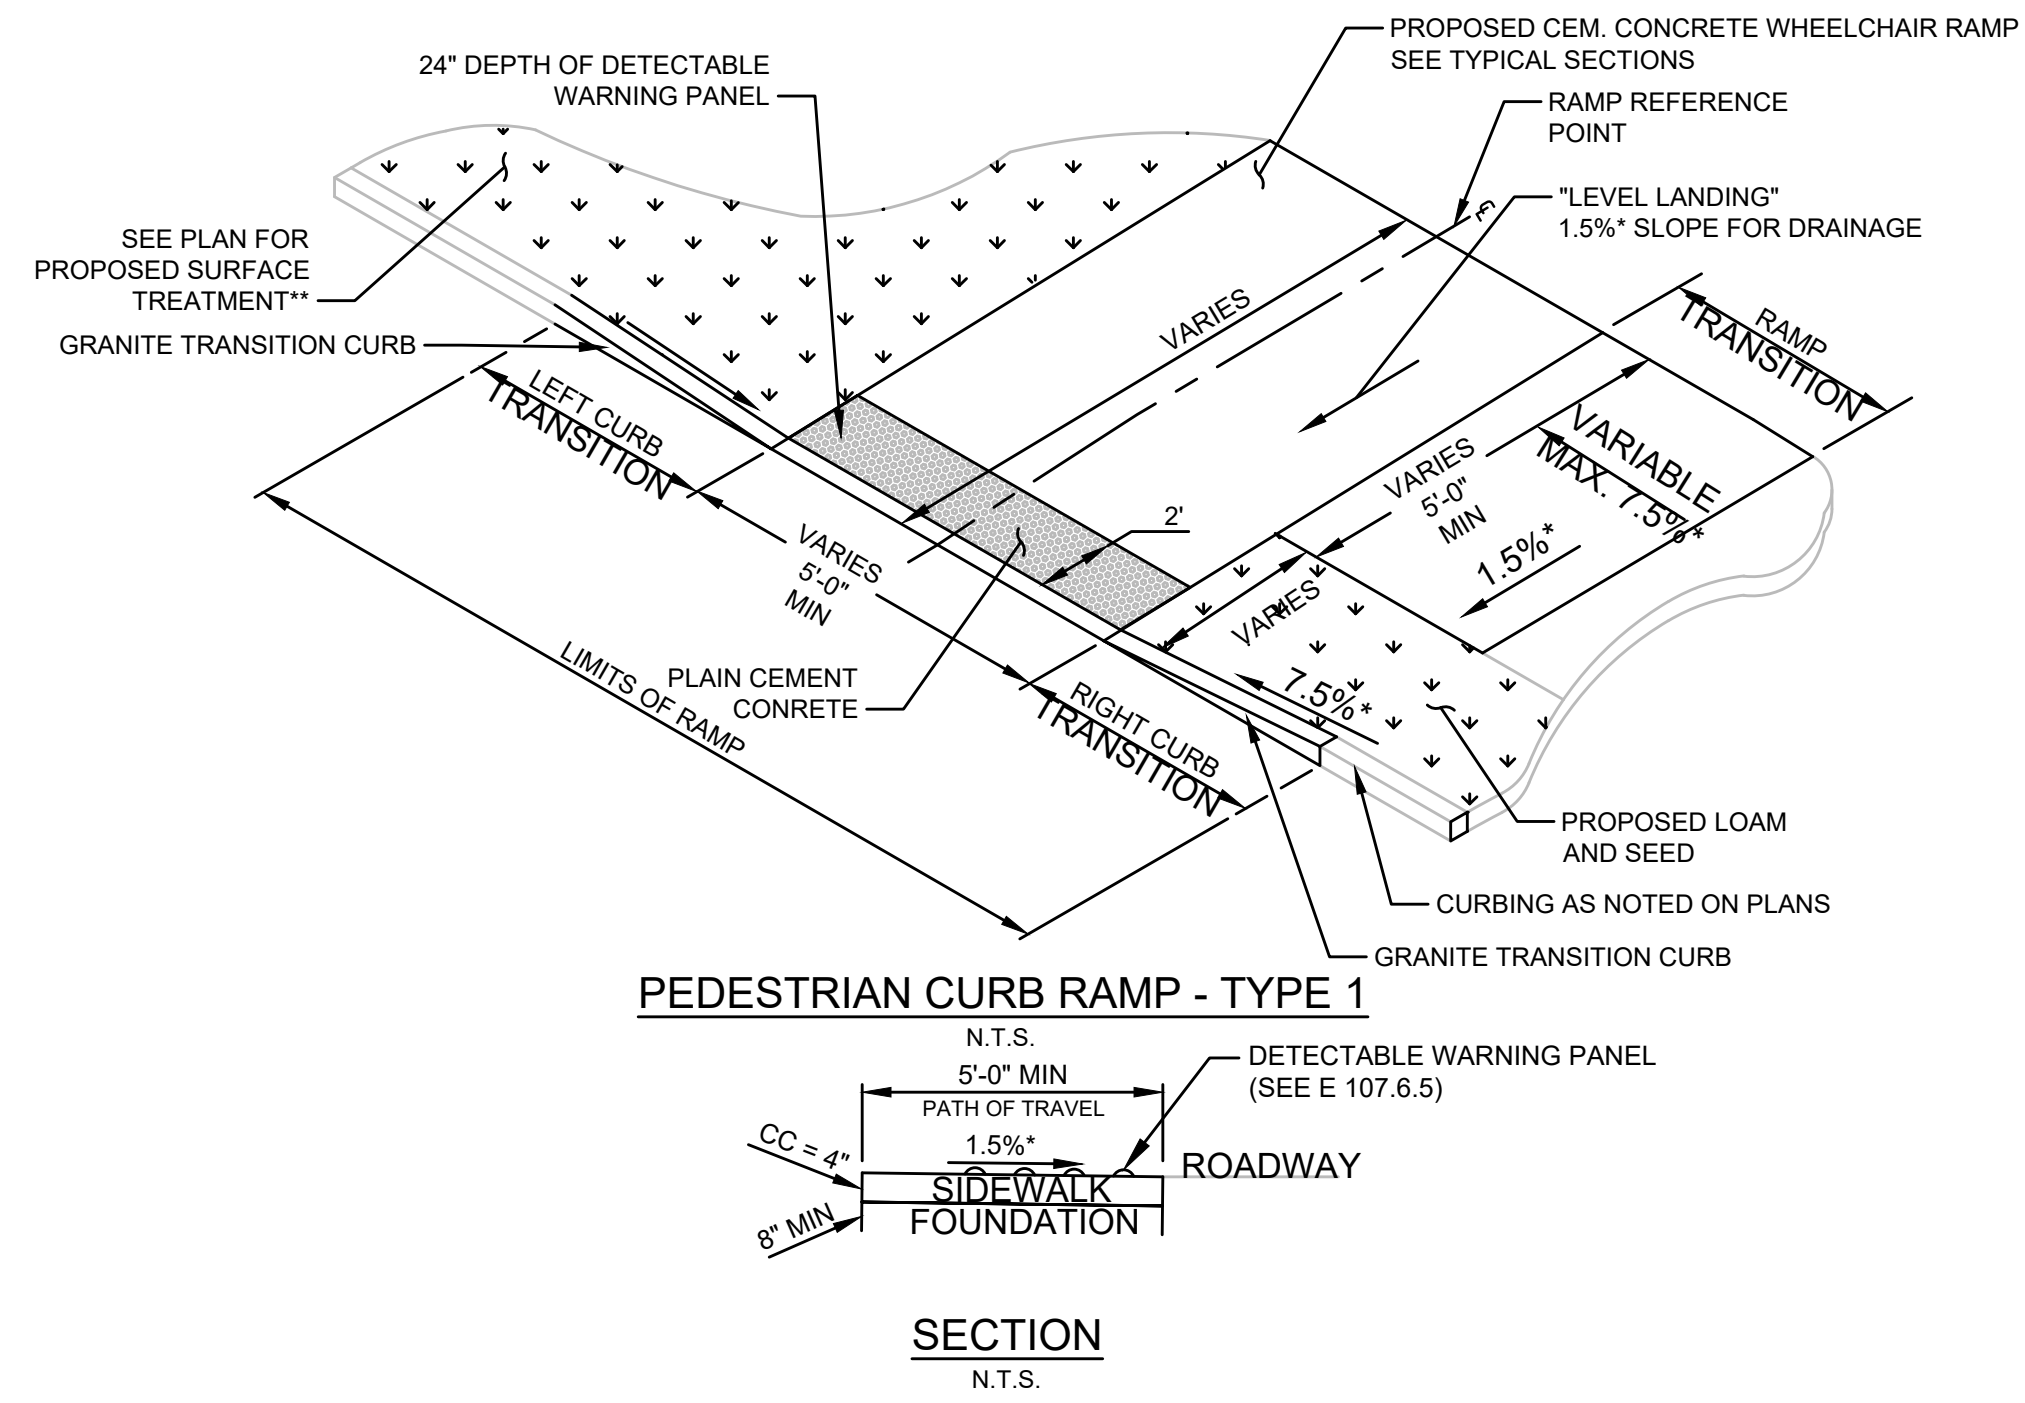 PROPOSED CEM. CONCRETE WHEELCHAIR RAMP
SEE TYPICAL SECTIONS
24" DEPTH OF DETECTABLE
WARNING PANEL
RAMP REFERENCE
POINT
"LEVEL LANDING"
1.5%* SLOPE FOR DRAINAGE
SEE PLAN FOR
PROPOSED SURFACE
TREATMENT**
GRANITE TRANSITION CURB
℄
VARIES
RAMP
TRANSITION
LEFT CURB
TRANSITION
VARIES
5'-0"
MIN
VARIABLE
MAX. 7.5%*
1.5%*
2'
VARIES
5'-0"
MIN
VARIES
7.5%*
LIMITS OF RAMP
PLAIN CEMENT
CONRETE
RIGHT CURB
TRANSITION
PROPOSED LOAM
AND SEED
CURBING AS NOTED ON PLANS
GRANITE TRANSITION CURB
PEDESTRIAN CURB RAMP - TYPE 1
N.T.S.
5'-0" MIN
PATH OF TRAVEL
1.5%*
DETECTABLE WARNING PANEL
(SEE E 107.6.5)
CC = 4"
ROADWAY
SIDEWALK
FOUNDATION
8" MIN
SECTION
N.T.S.